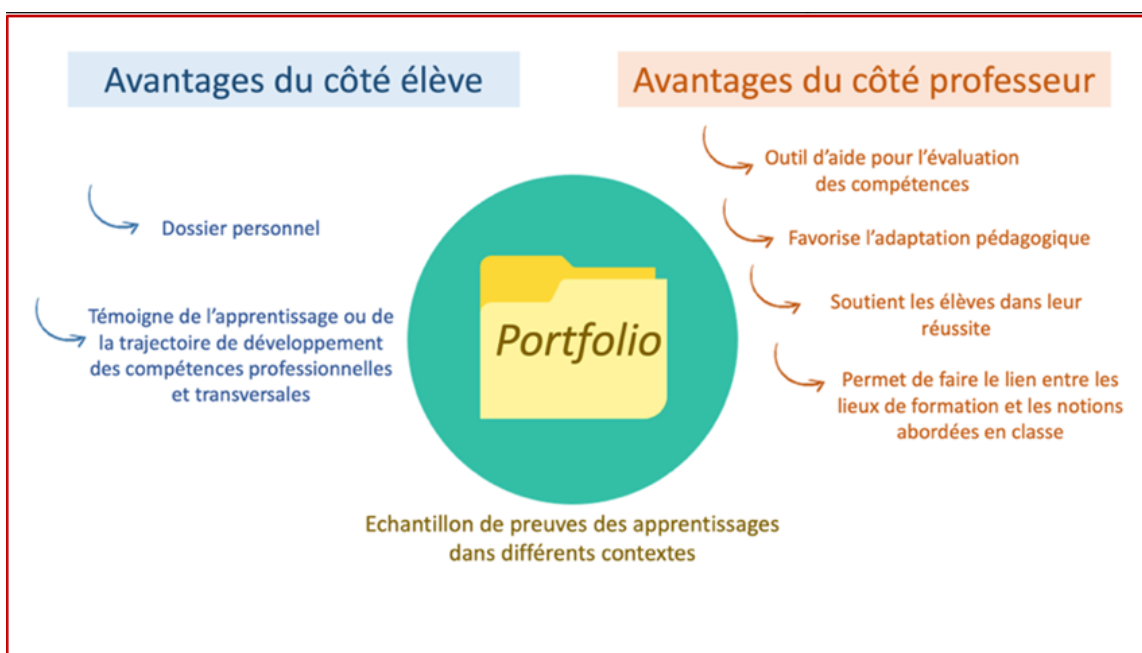 Avantages du côté élève
Dossier personnel
Témoigne de l'apprentissage ou de
la trajectoire de développement
des compétences professionnelles
et transversales
Portfolio
Echantillon de preuves des apprentissages
dans différents contextes
Avantages du côté professeur
Outil d'aide pour l'évaluation
des compétences
Favorise l'adaptation pédagogique
Soutient les élèves dans leur
réussite
Permet de faire le lien entre les
lieux de formation et les notions
abordées en classe